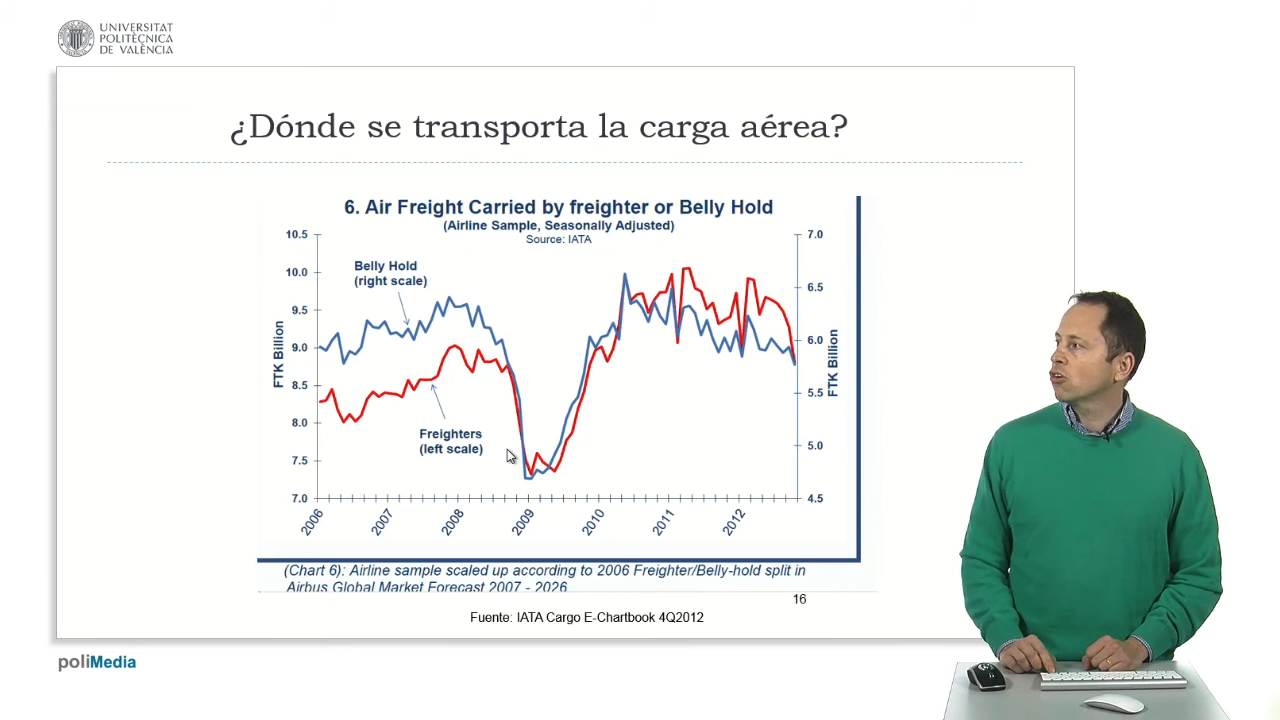 UNIVERSITAT
POLITÈCNICA
DE VALÈNCIA
¿Dónde se transporta la carga aérea?
6. Air Freight Carried by freighter or Belly Hold
(Airline Sample, Seasonally Adjusted)
Source: IATA
10.5
10.0
9.5
9.0
8.5
8.0
7.5
7.0
FTK Billion
Belly Hold
(right scale)
Freighters
(left scale)
7.0
6.5
6.0
5.5
5.0
4.5
FTK Billion
2006
2007
2008
2009
2010
2011
2012
(Chart 6): Airline sample scaled up according to 2006 Freighter/Belly-hold split in
Airbus Global Market Forecast 2007 - 2026
16
Fuente: IATA Cargo E-Chartbook 4Q2012
poliMedia